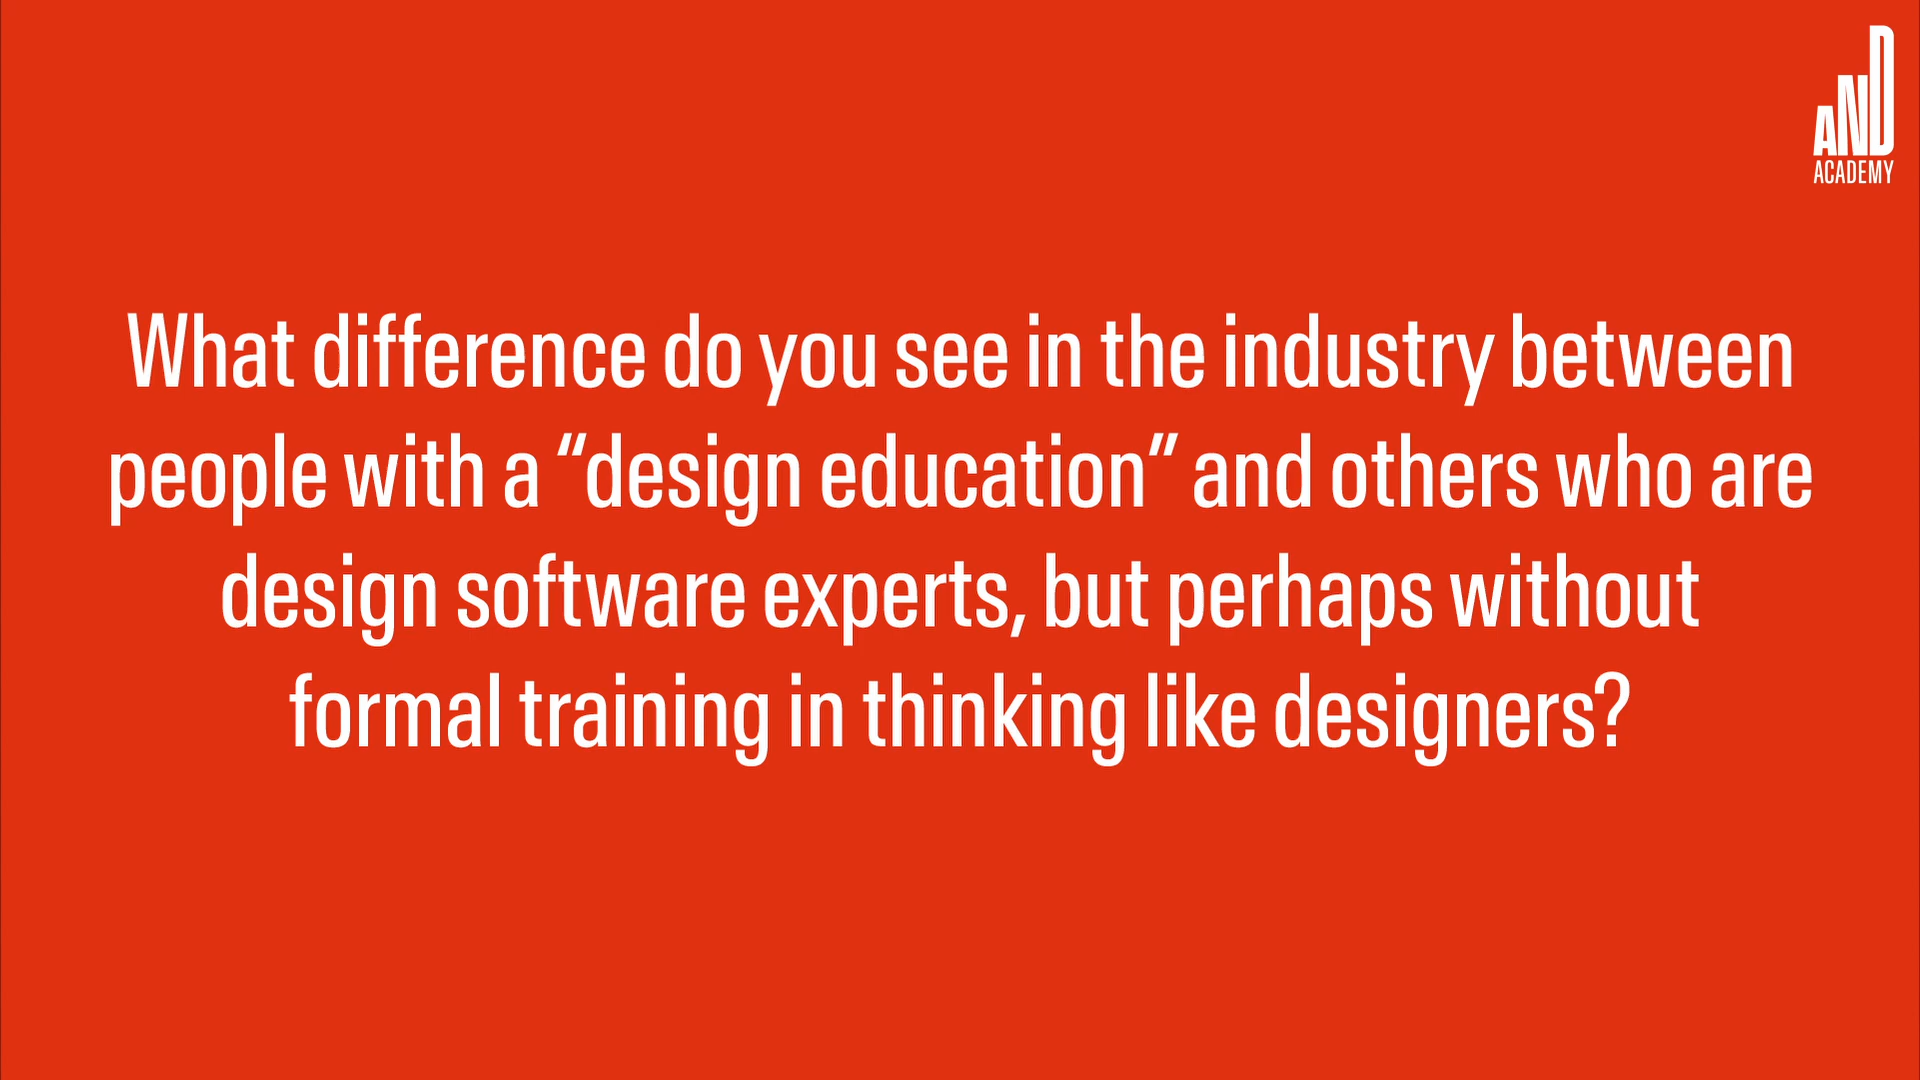 AND
ACADEMY
What difference do you see in the industry between
people with a “design education” and others who are
design software experts, but perhaps without
formal training in thinking like designers?